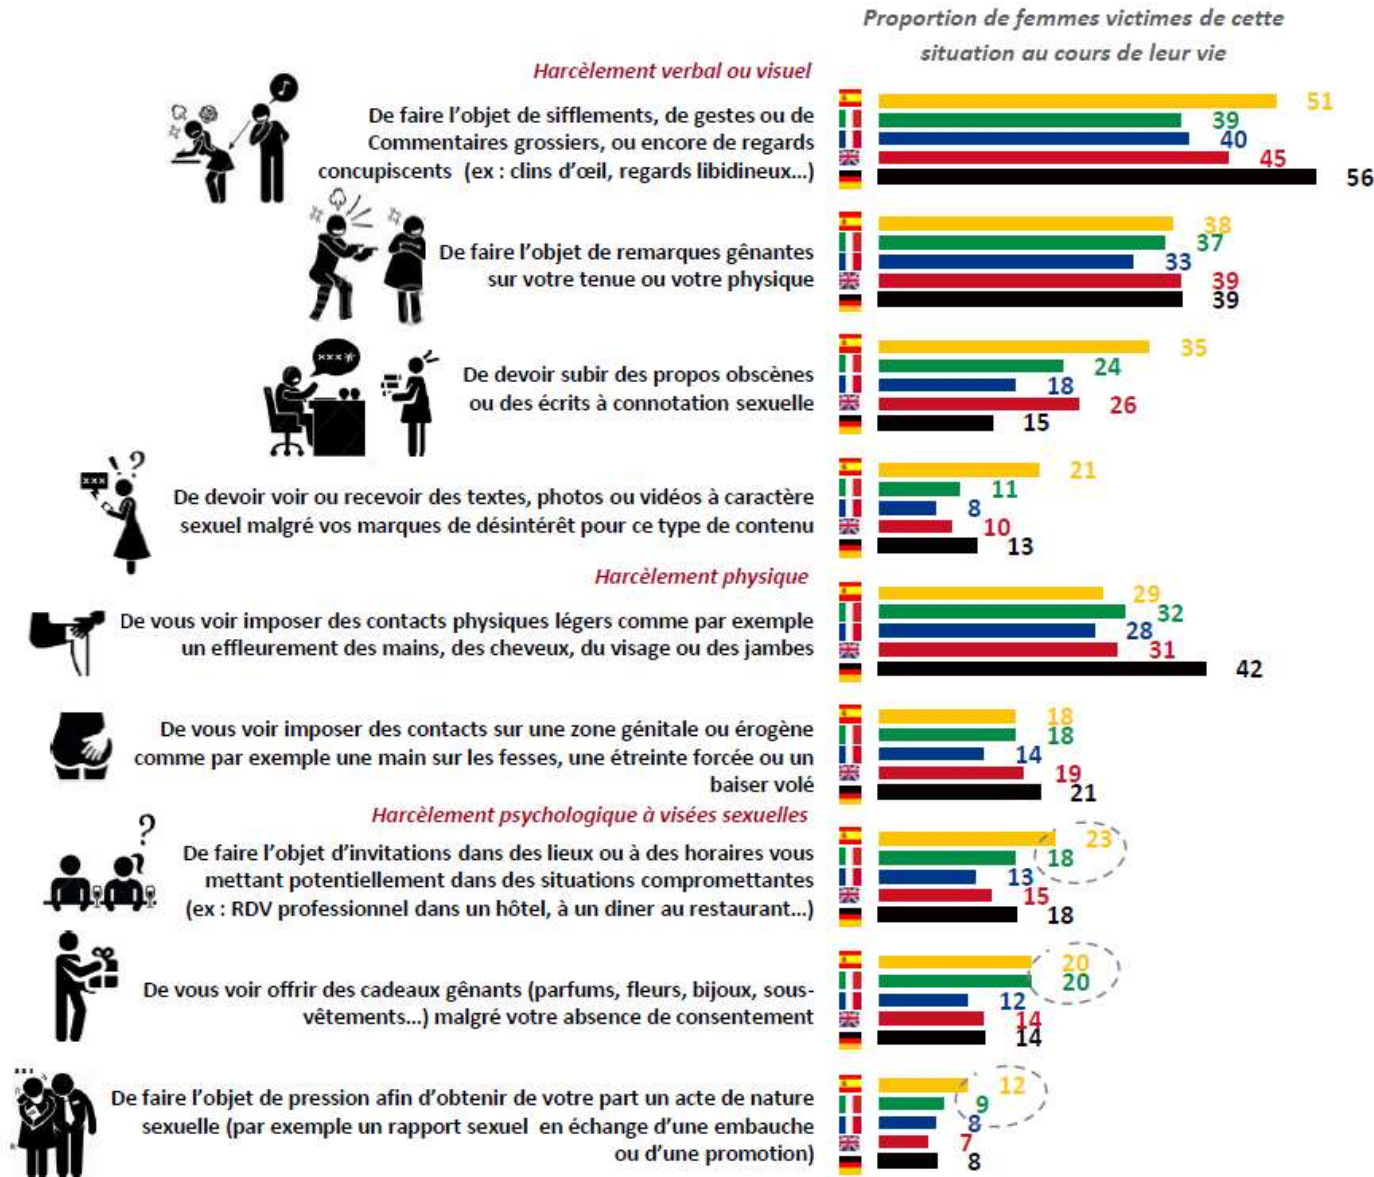 Proportion de femmes victimes de cette
situation au cours de leur vie
Harcèlement verbal ou visuel
De faire l'objet de sifflements, de gestes ou de
Commentaires grossiers, ou encore de regards
concupiscents (ex : clins d'œil, regards libidineux...)
51
39
40
45
56
De faire l'objet de remarques gênantes
sur votre tenue ou votre physique
38
37
33
39
39
×××
De devoir subir des propos obscènes
ou des écrits à connotation sexuelle
35
24
18
26
15
! ?
×××
De devoir voir ou recevoir des textes, photos ou vidéos à caractère
sexuel malgré vos marques de désintérêt pour ce type de contenu
21
11
8
10
13
Harcèlement physique
De vous voir imposer des contacts physiques légers comme par exemple
un effleurement des mains, des cheveux, du visage ou des jambes
29
32
28
31
42
De vous voir imposer des contacts sur une zone génitale ou érogène
comme par exemple une main sur les fesses, une étreinte forcée ou un
baiser volé
18
18
14
19
21
Harcèlement psychologique à visées sexuelles
?
De faire l'objet d'invitations dans des lieux ou à des horaires vous
mettant potentiellement dans des situations compromettantes
(ex : RDV professionnel dans un hôtel, à un diner au restaurant...)
23
18
13
15
18
De vous voir offrir des cadeaux gênants (parfums, fleurs, bijoux, sous-
vêtements...) malgré votre absence de consentement
20
20
12
14
14
De faire l'objet de pression afin d'obtenir de votre part un acte de nature
sexuelle (par exemple un rapport sexuel en échange d'une embauche
ou d'une promotion)
12
9
8
7
8